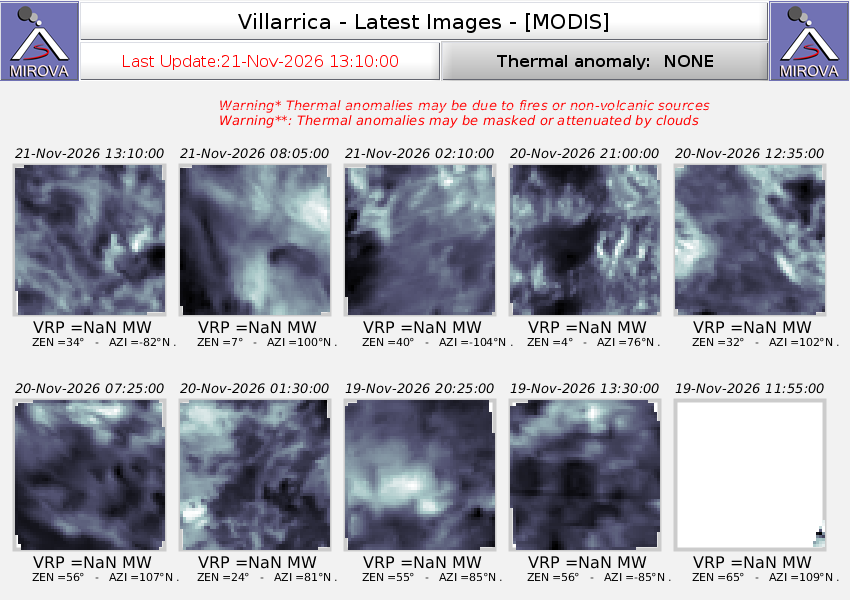 Villarrica - Latest Images - [MODIS]
MIROVA
Last Update:21-Nov-2026 13:10:00
Thermal anomaly: NONE
MIROVA
Warning* Thermal anomalies may be due to fires or non-volcanic sources
Warning**: Thermal anomalies may be masked or attenuated by clouds
21-Nov-2026 13:10:00 21-Nov-2026 08:05:00 21-Nov-2026 02:10:00 20-Nov-2026 21:00:00 20-Nov-2026 12:35:00
VRP =NaN MW VRP =NaN MW VRP =NaN MW VRP =NaN MW VRP =NaN MW
ZEN =34° - AZI =-82°N . ZEN =7° - AZI =100°N . ZEN =40° - AZI =-104°N . ZEN =4° - AZI =76°N . ZEN =32° - AZI =102°N .
20-Nov-2026 07:25:00 20-Nov-2026 01:30:00 19-Nov-2026 20:25:00 19-Nov-2026 13:30:00 19-Nov-2026 11:55:00
VRP =NaN MW VRP =NaN MW VRP =NaN MW VRP =NaN MW VRP =NaN MW
ZEN =56° - AZI =107°N . ZEN =24° - AZI =81°N . ZEN =55° - AZI =85°N . ZEN =56° - AZI =-85°N . ZEN =65° - AZI =109°N .